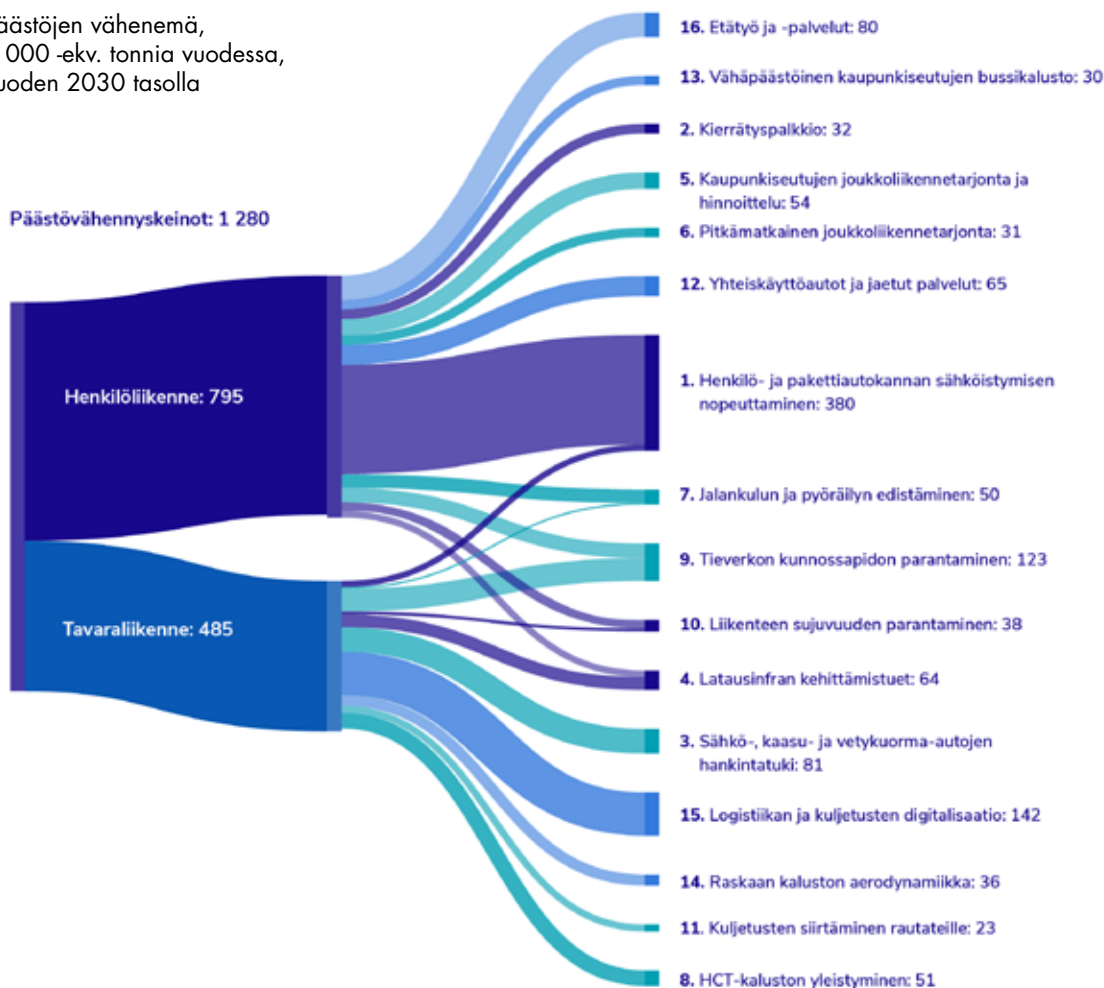 äästöjen vähenemä,
000 -ekv. tonnia vuodessa,
uoden 2030 tasolla
Päästövähennyskeinot: 1 280
Henkilöliikenne: 795
Tavaraliikenne: 485
16. Etätyö ja -palvelut: 80
13. Vähäpäästöinen kaupunkiseutujen bussikalusto: 30
2. Kierrätyspalkkio: 32
5. Kaupunkiseutujen joukkoliikennetarjonta ja
hinnoittelu: 54
6. Pitkämatkainen joukkoliikennetarjonta: 31
12. Yhteiskäyttöautot ja jaetut palvelut: 65
1. Henkilö- ja pakettiautokannan sähköistymisen
nopeuttaminen: 380
7. Jalankulun ja pyöräilyn edistäminen: 50
9. Tieverkon kunnossapidon parantaminen: 123
10. Liikenteen sujuvuuden parantaminen: 38
4. Latausinfran kehittämistuet: 64
3. Sähkö-, kaasu- ja vetykuorma-autojen
hankintatuki: 81
15. Logistiikan ja kuljetusten digitalisaatio: 142
14. Raskaan kaluston aerodynamiikka: 36
11. Kuljetusten siirtäminen rautateille: 23
8. HCT-kaluston yleistyminen: 51